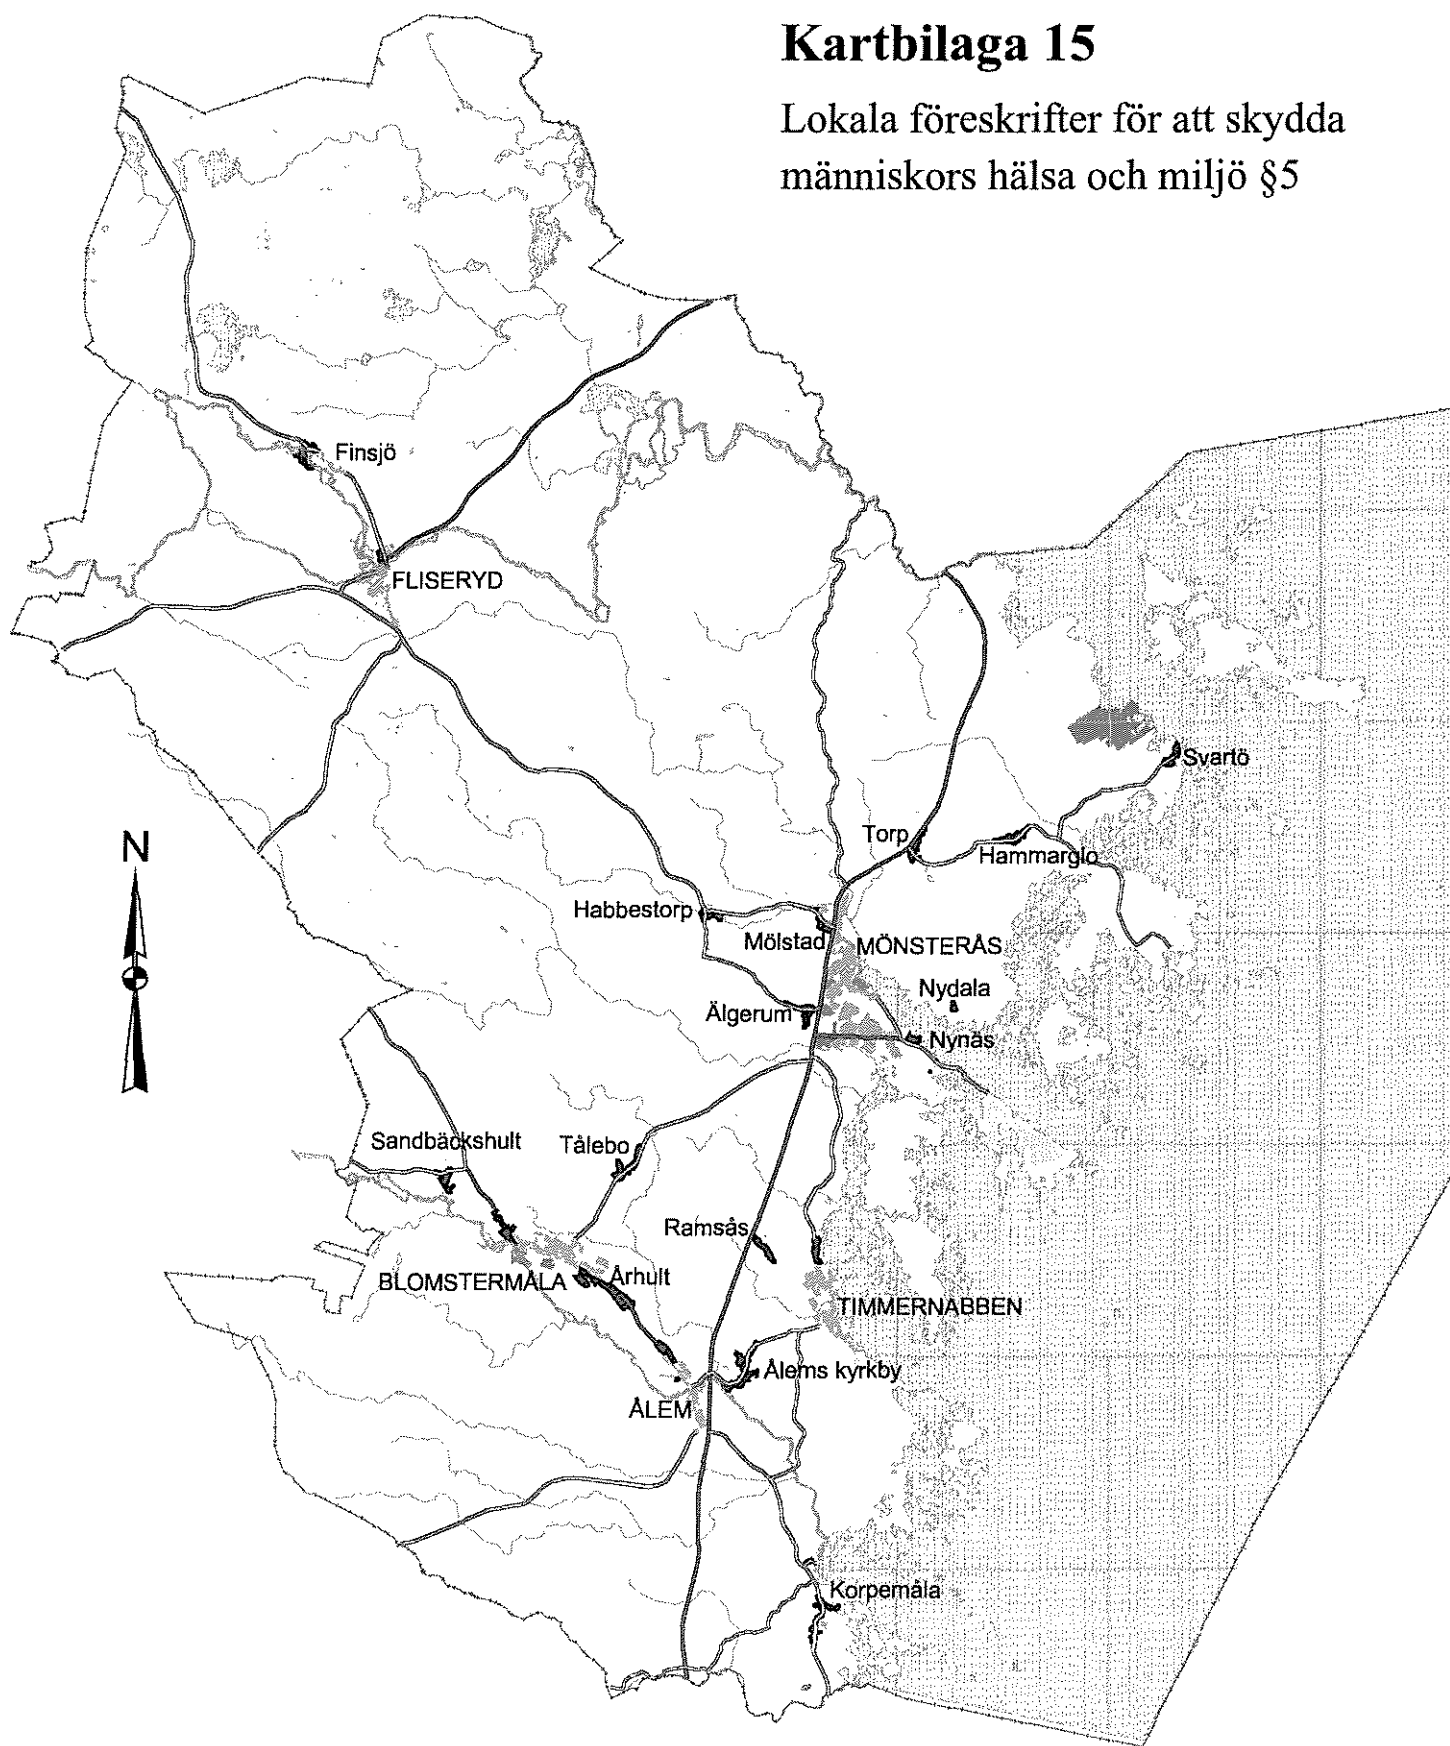 Kartbilaga 15
Lokala föreskrifter för att skydda
människors hälsa och miljö §5
Finsjö
FLISERYD
Svartö
Torp
Hammarglo
N
Habbestorp
Mölstad
MÖNSTERÅS
Nydala
Älgerum
Nynäs
Sandbäckshult
Tålebo
Ramsås
BLOMSTERMÅLA
Århult
TIMMERNABBEN
Ålems kyrkby
ÅLEM
Korpemåla